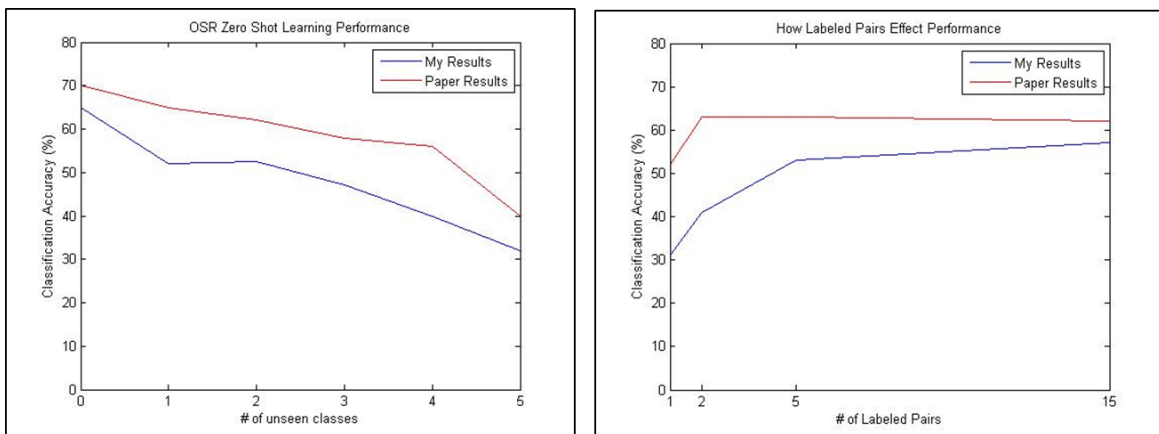 OSR Zero Shot Learning Performance
My Results
Paper Results
Classification Accuracy (%)
80
70
60
50
40
30
20
10
0
0 1 2 3 4 5
# of unseen classes
How Labeled Pairs Effect Performance
My Results
Paper Results
Classification Accuracy (%)
80
70
60
50
40
30
20
10
0
1 2 5 15
# of Labeled Pairs